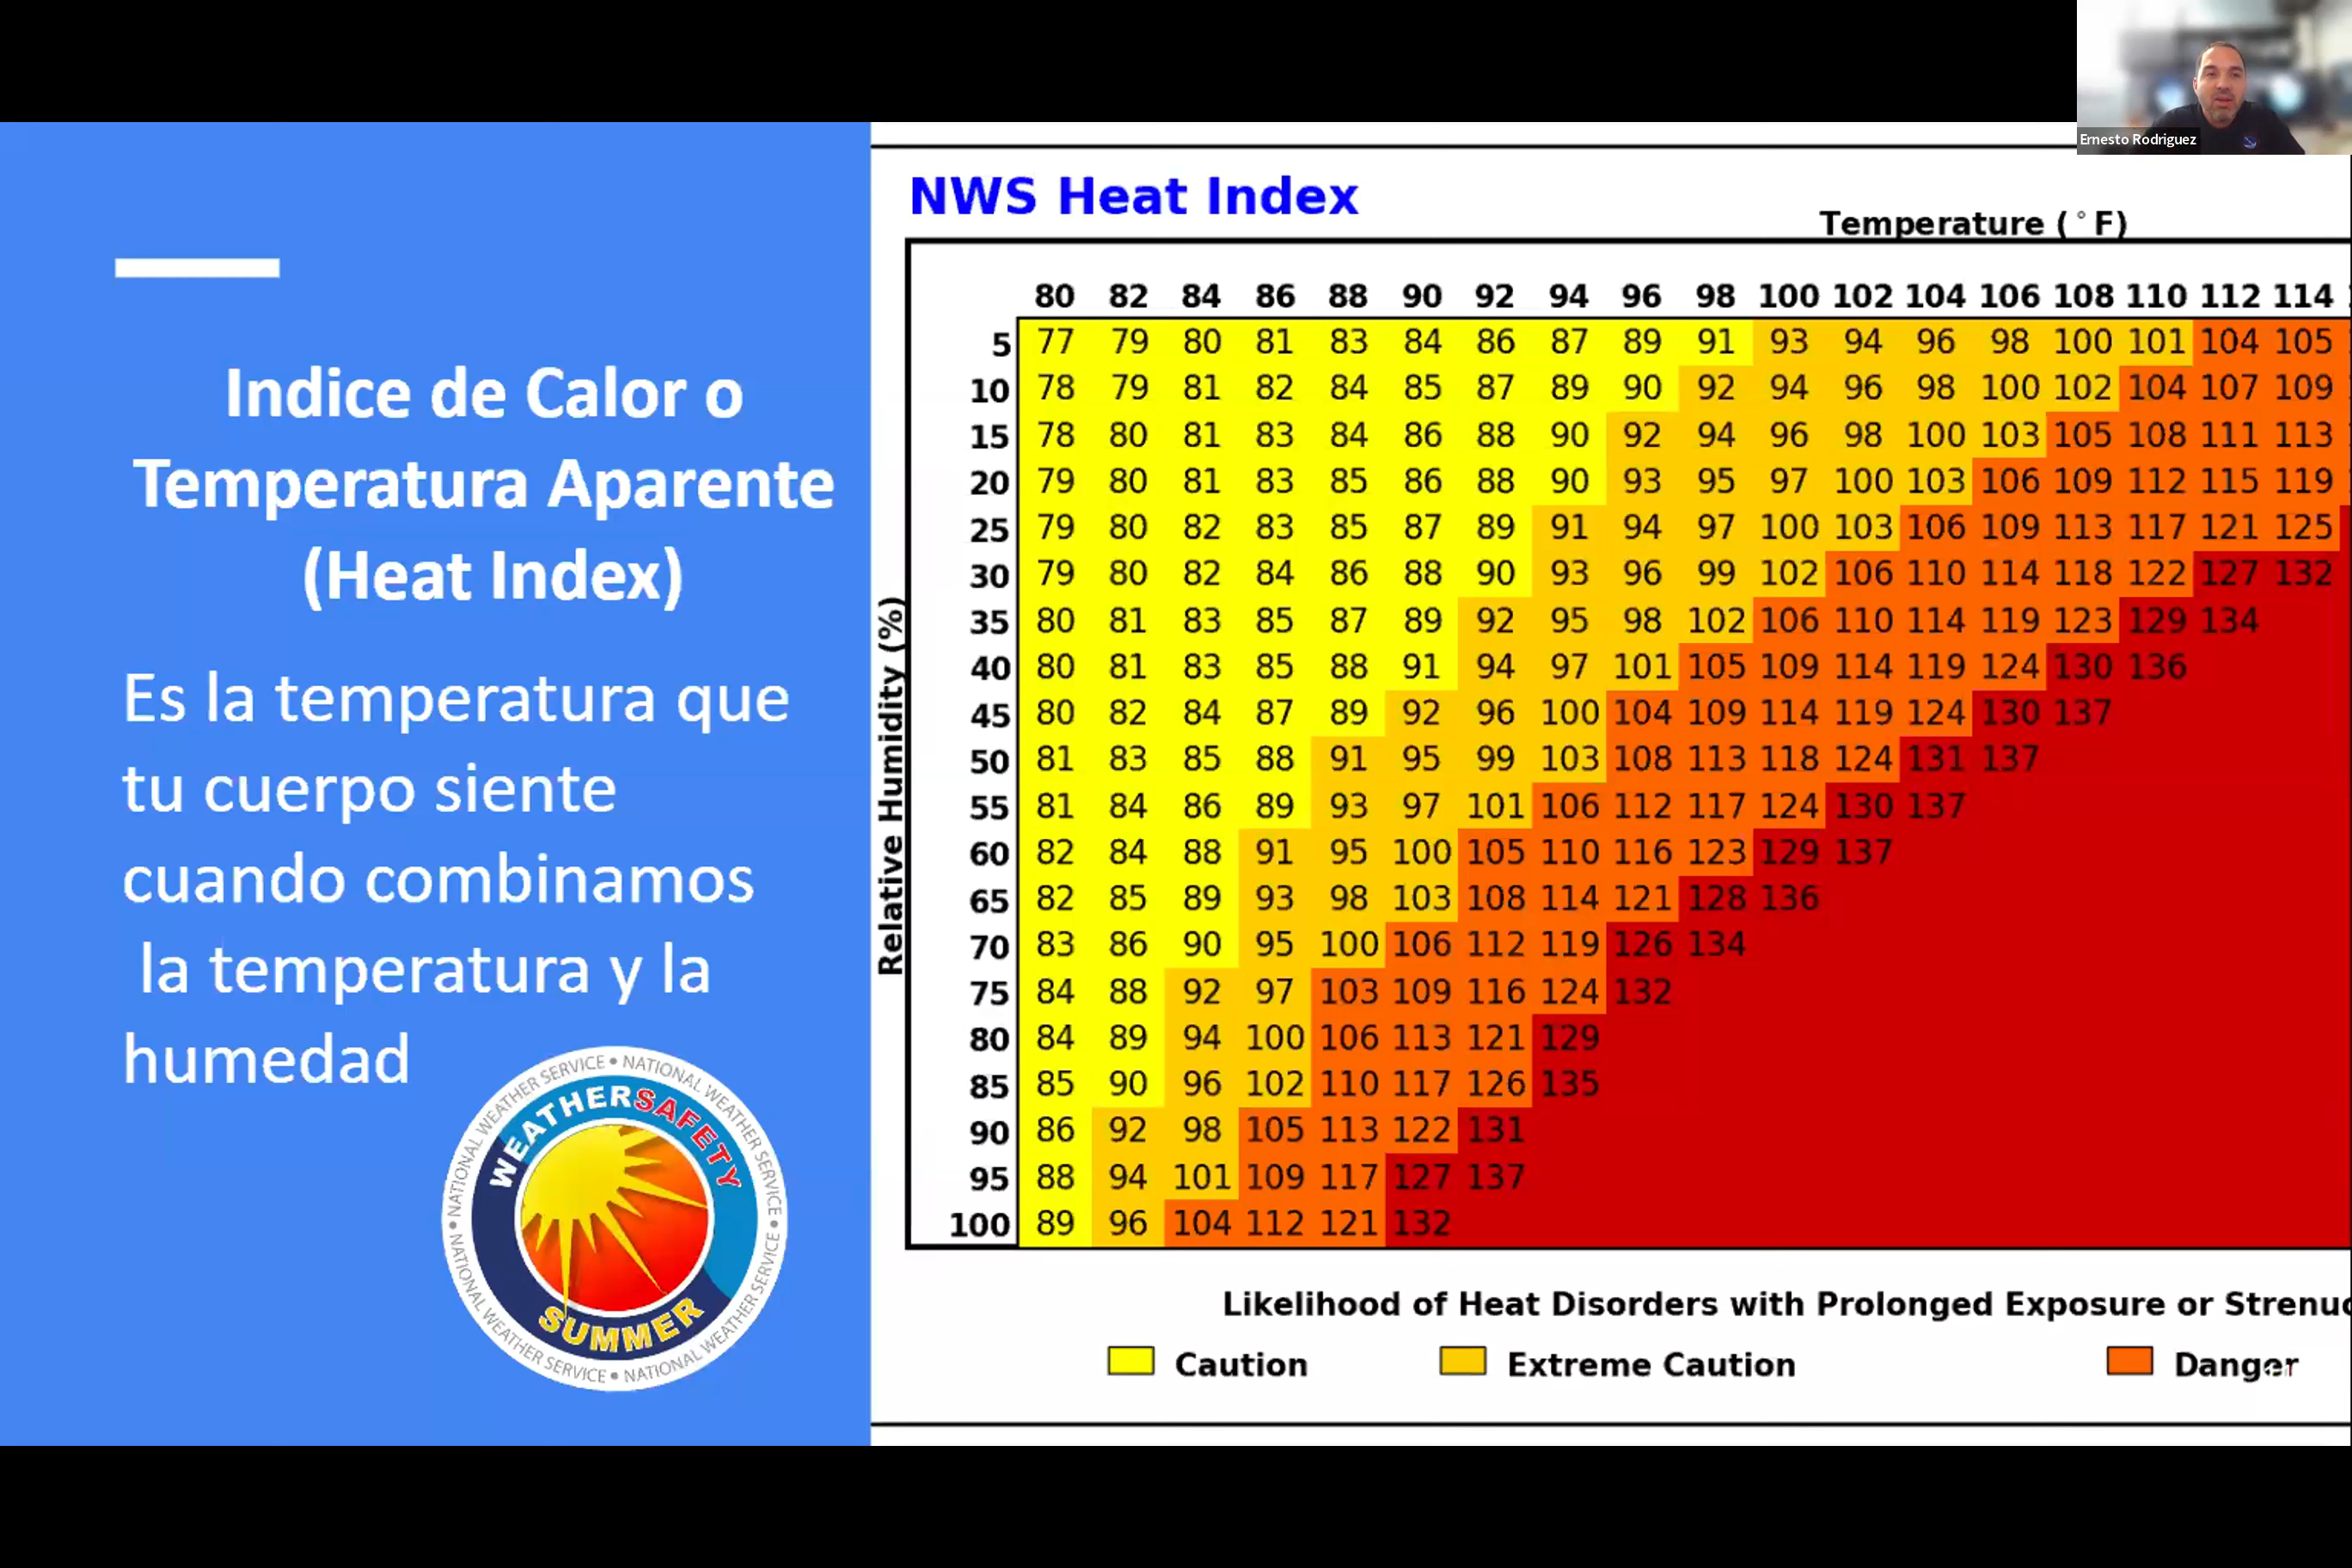 Ernesto Rodriguez
Indice de Calor o
Temperatura Aparente
(Heat Index)
Es la temperatura que
tu cuerpo siente
cuando combinamos
la temperatura y la
humedad
• NATIONAL WEATHER SERVICE • NATIONAL WEATHER SERVICE • NATIONAL WEATHER SERVICE • NATIONAL WEATHER SERVICE
WEATHERSAFETY
SUMMER
NWS Heat Index
Temperature (°F)
80 82 84 86 88 90 92 94 96 98 100 102 104 106 108 110 112 114
Relative Humidity (%)
5 77 79 80 81 83 84 86 87 89 91 93 94 96 98 100 101 104 105
10 78 79 81 82 84 85 87 89 90 92 94 96 98 100 102 104 107 109
15 78 80 81 83 84 86 88 90 92 94 96 98 100 103 105 108 111 113
20 79 80 81 83 85 86 88 90 93 95 97 100 103 106 109 112 115 119
25 79 80 82 83 85 87 89 91 94 97 100 103 106 109 113 117 121 125
30 79 80 82 84 86 88 90 93 96 99 102 106 110 114 118 122 127 132
35 80 81 83 85 87 89 92 95 98 102 106 110 114 119 123 129 134
40 80 81 83 85 88 91 94 97 101 105 109 114 119 124 130 136
45 80 82 84 87 89 92 96 100 104 109 114 119 124 130 137
50 81 83 85 88 91 95 99 103 108 113 118 124 131 137
55 81 84 86 89 93 97 101 106 112 117 124 130 137
60 82 84 88 91 95 100 105 110 116 123 129 137
65 82 85 89 93 98 103 108 114 121 128 136
70 83 86 90 95 100 106 112 119 126 134
75 84 88 92 97 103 109 116 124 132
80 84 89 94 100 106 113 121 129
85 85 90 96 102 110 117 126 135
90 86 92 98 105 113 122 131
95 88 94 101 109 117 127 137
100 89 96 104 112 121 132
Likelihood of Heat Disorders with Prolonged Exposure or
Caution Extreme Caution Danger